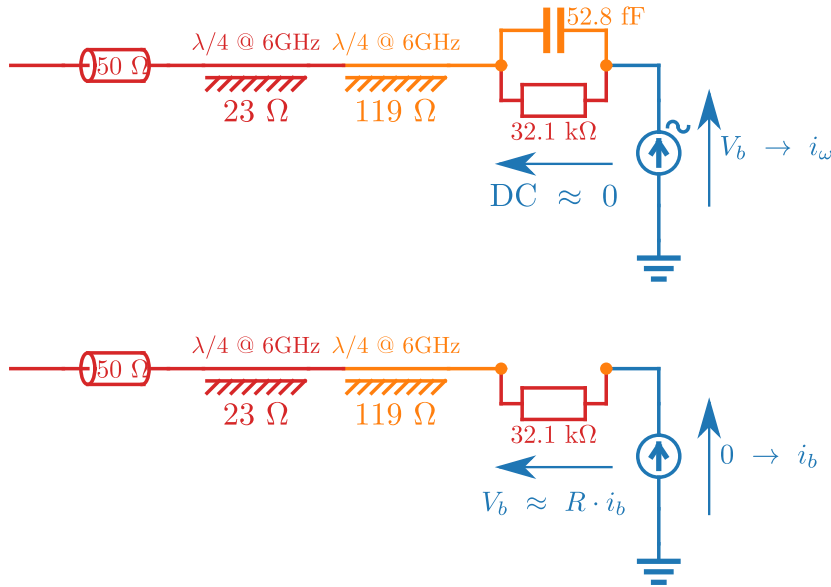 52.8 fF
λ/4 @ 6GHz λ/4 @ 6GHz
50 Ω
23 Ω 119 Ω
32.1 kΩ
V_b → i_ω
DC ≈ 0
λ/4 @ 6GHz λ/4 @ 6GHz
50 Ω
23 Ω 119 Ω
32.1 kΩ
0 → i_b
V_b ≈ R · i_b